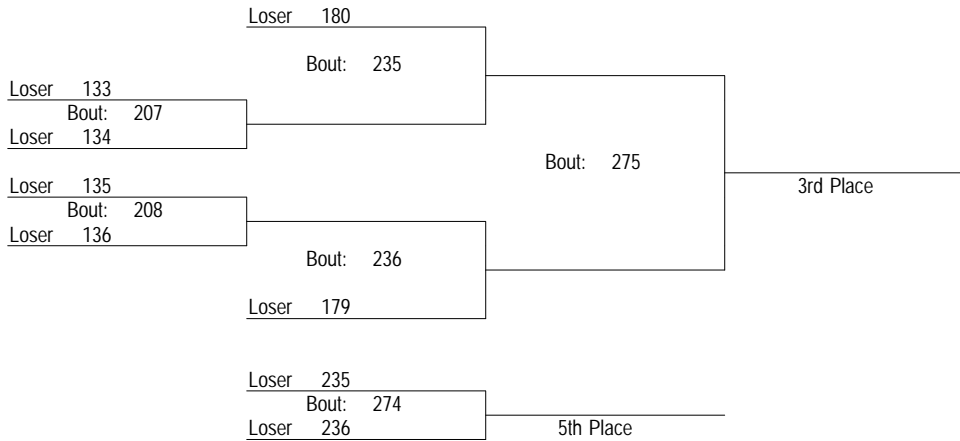 Loser 180
Bout: 235
Loser 133
Bout: 207
Loser 134
Bout: 275
3rd Place
Loser 135
Bout: 208
Loser 136
Bout: 236
Loser 179
Loser 235
Bout: 274
Loser 236
5th Place